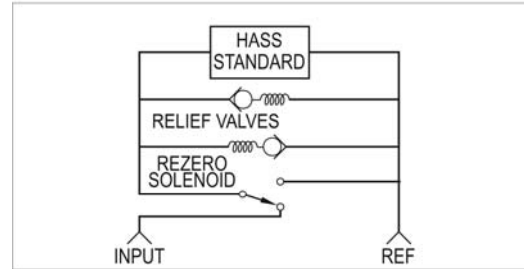 HASS
STANDARD
RELIEF VALVES
REZERO
SOLENOID
INPUT
REF